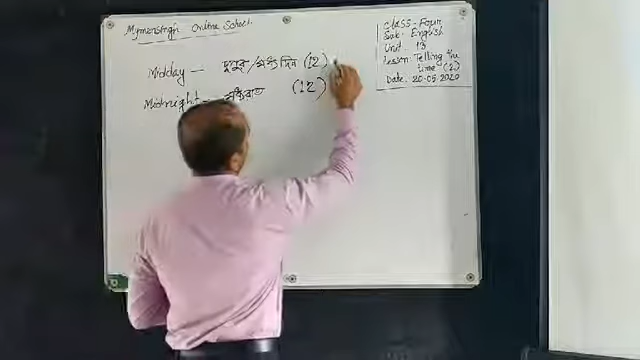 Mymensingh Online School
Class - Four
Sub: English
Unit - 13
Lesson: Telling the
time (2)
Date: 20-05-2020
Midday — দুপুর / মধ্য দিন (12)
Midnight - মধ্যরাত (12)